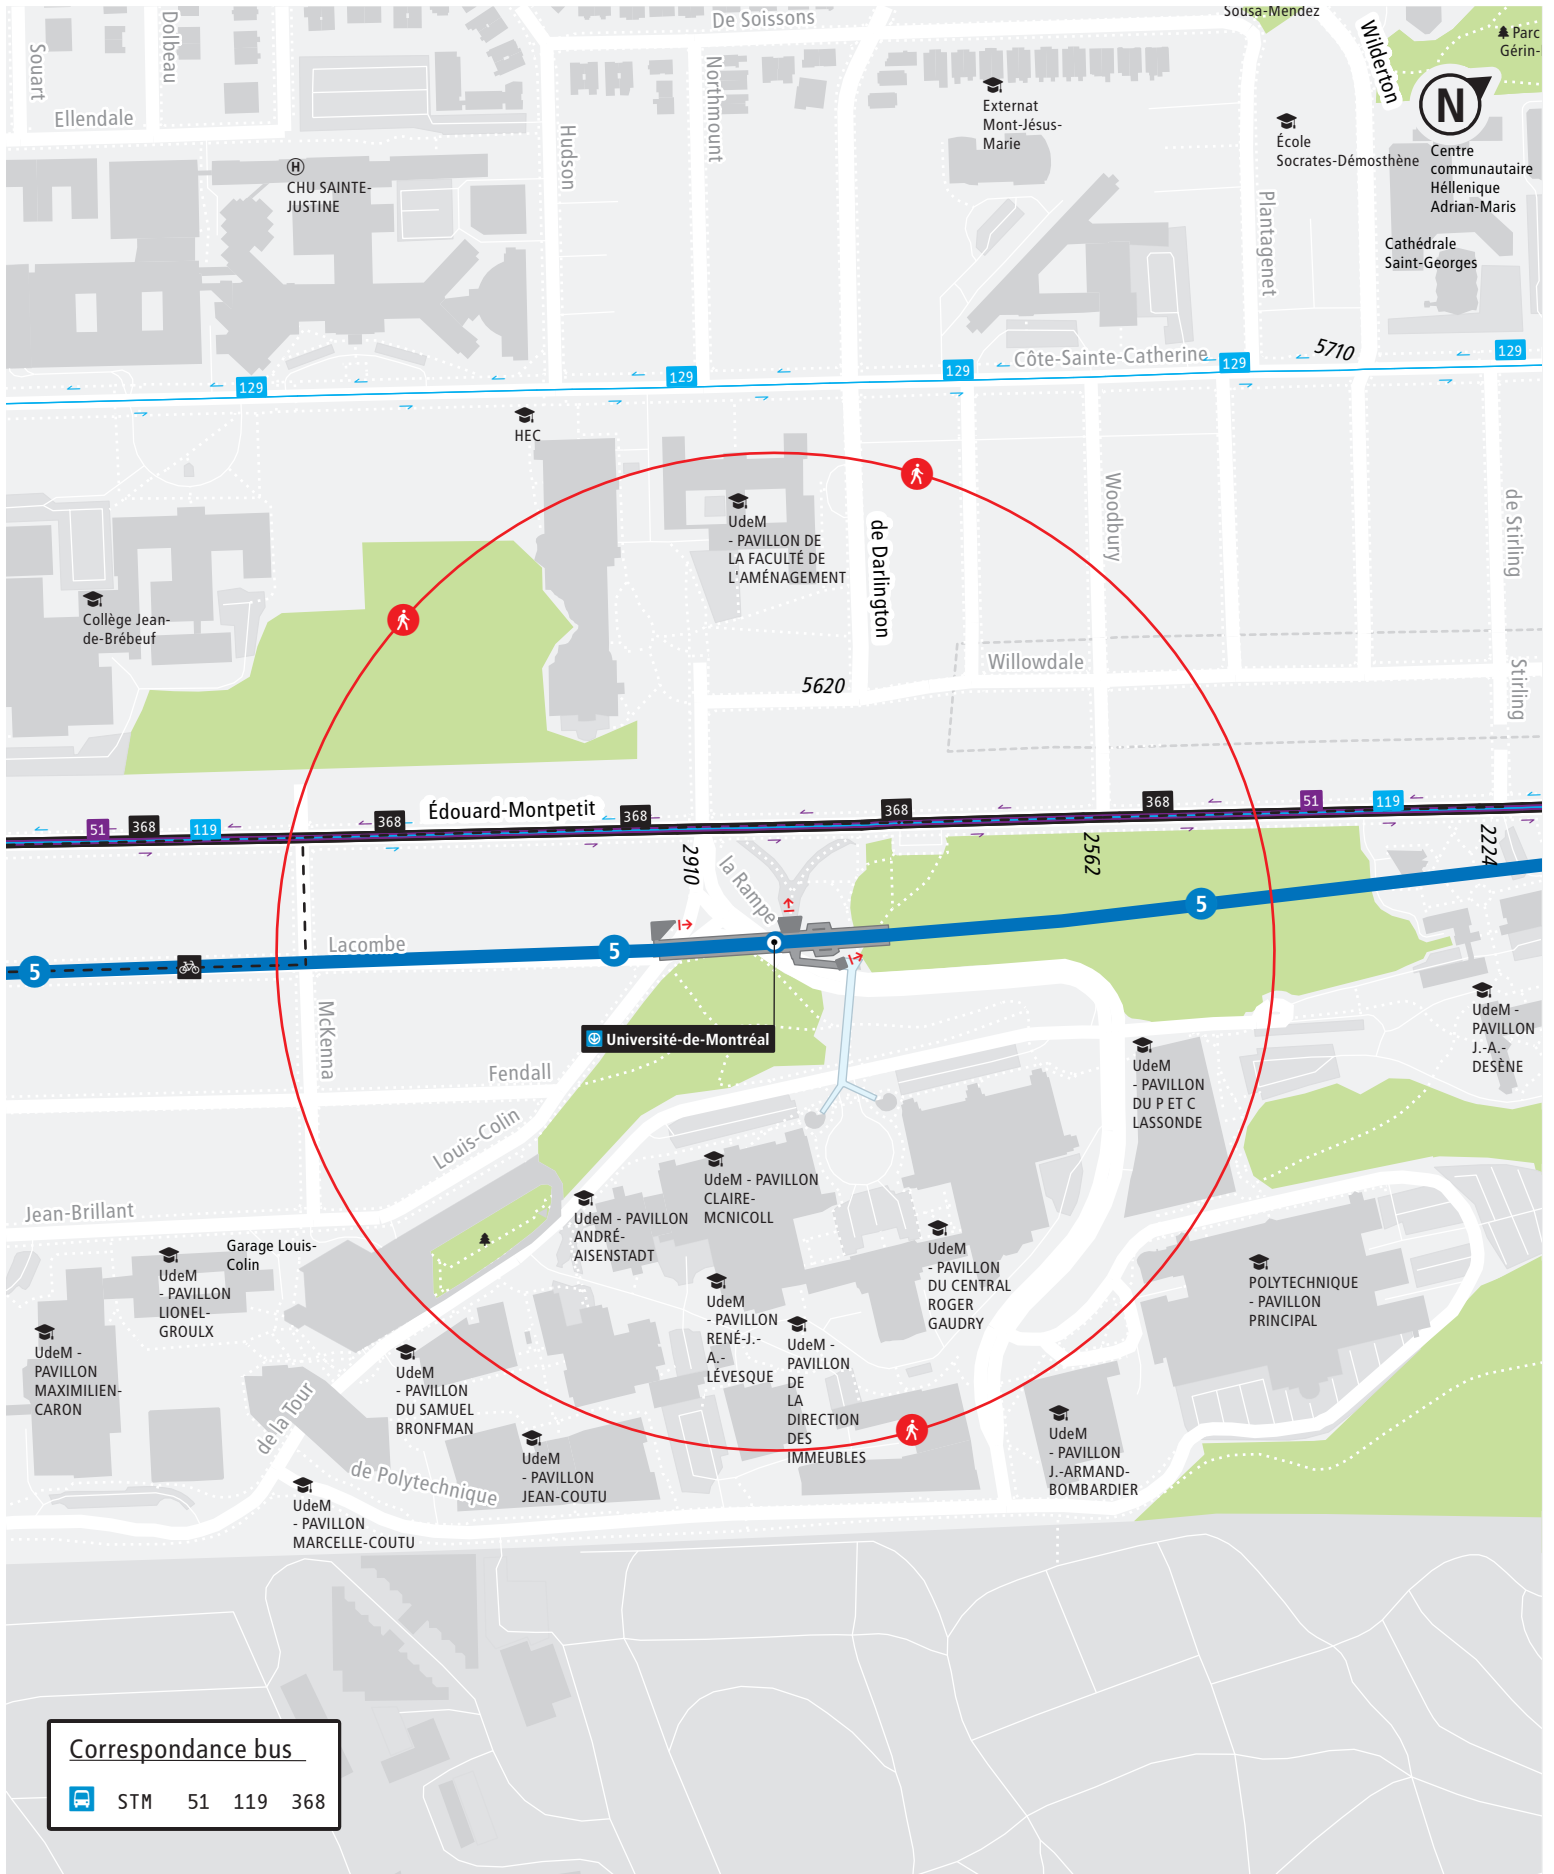 De Soissons
Sousa-Mendez
Dolbeau
Souart
Wilderton
Parc
Gérin-
Northmount
Ellendale
Hudson
Externat
Mont-Jésus-
Marie
N
École
Socrates-Démosthène
Centre
communautaire
Héllenique
Adrian-Maris
H
CHU SAINTE-
JUSTINE
Plantagenet
Cathédrale
Saint-Georges
Côte-Sainte-Catherine
5710
129
129
129
129
129
HEC
UdeM
- PAVILLON DE
LA FACULTÉ DE
L'AMÉNAGEMENT
de Darlington
Woodbury
de Stirling
Collège Jean-
de-Brébeuf
Willowdale
5620
Stirling
Édouard-Montpetit
51
368
119
368
368
368
368
51
119
2910
la Rampe
2562
2224
5
Lacombe
5
5
McKenna
Université-de-Montréal
UdeM -
PAVILLON
J.-A.-
DESÈNE
Fendall
UdeM
- PAVILLON
DU P ET C
LASSONDE
Louis-Colin
UdeM - PAVILLON
CLAIRE-
MCNICOLL
Jean-Brillant
UdeM - PAVILLON
ANDRÉ-
AISENSTADT
Garage Louis-
Colin
UdeM
- PAVILLON
LIONEL-
GROULX
UdeM
- PAVILLON
DU CENTRAL
ROGER
GAUDRY
POLYTECHNIQUE
- PAVILLON
PRINCIPAL
UdeM
- PAVILLON
RENÉ-J.-
A.-
LÉVESQUE
UdeM -
PAVILLON
DE
LA
DIRECTION
DES
IMMEUBLES
UdeM -
PAVILLON
MAXIMILIEN-
CARON
UdeM
- PAVILLON
DU SAMUEL
BRONFMAN
de la Tour
UdeM
- PAVILLON
JEAN-COUTU
UdeM
- PAVILLON
J.-ARMAND-
BOMBARDIER
de Polytechnique
UdeM
- PAVILLON
MARCELLE-COUTU
Correspondance bus
STM 51 119 368